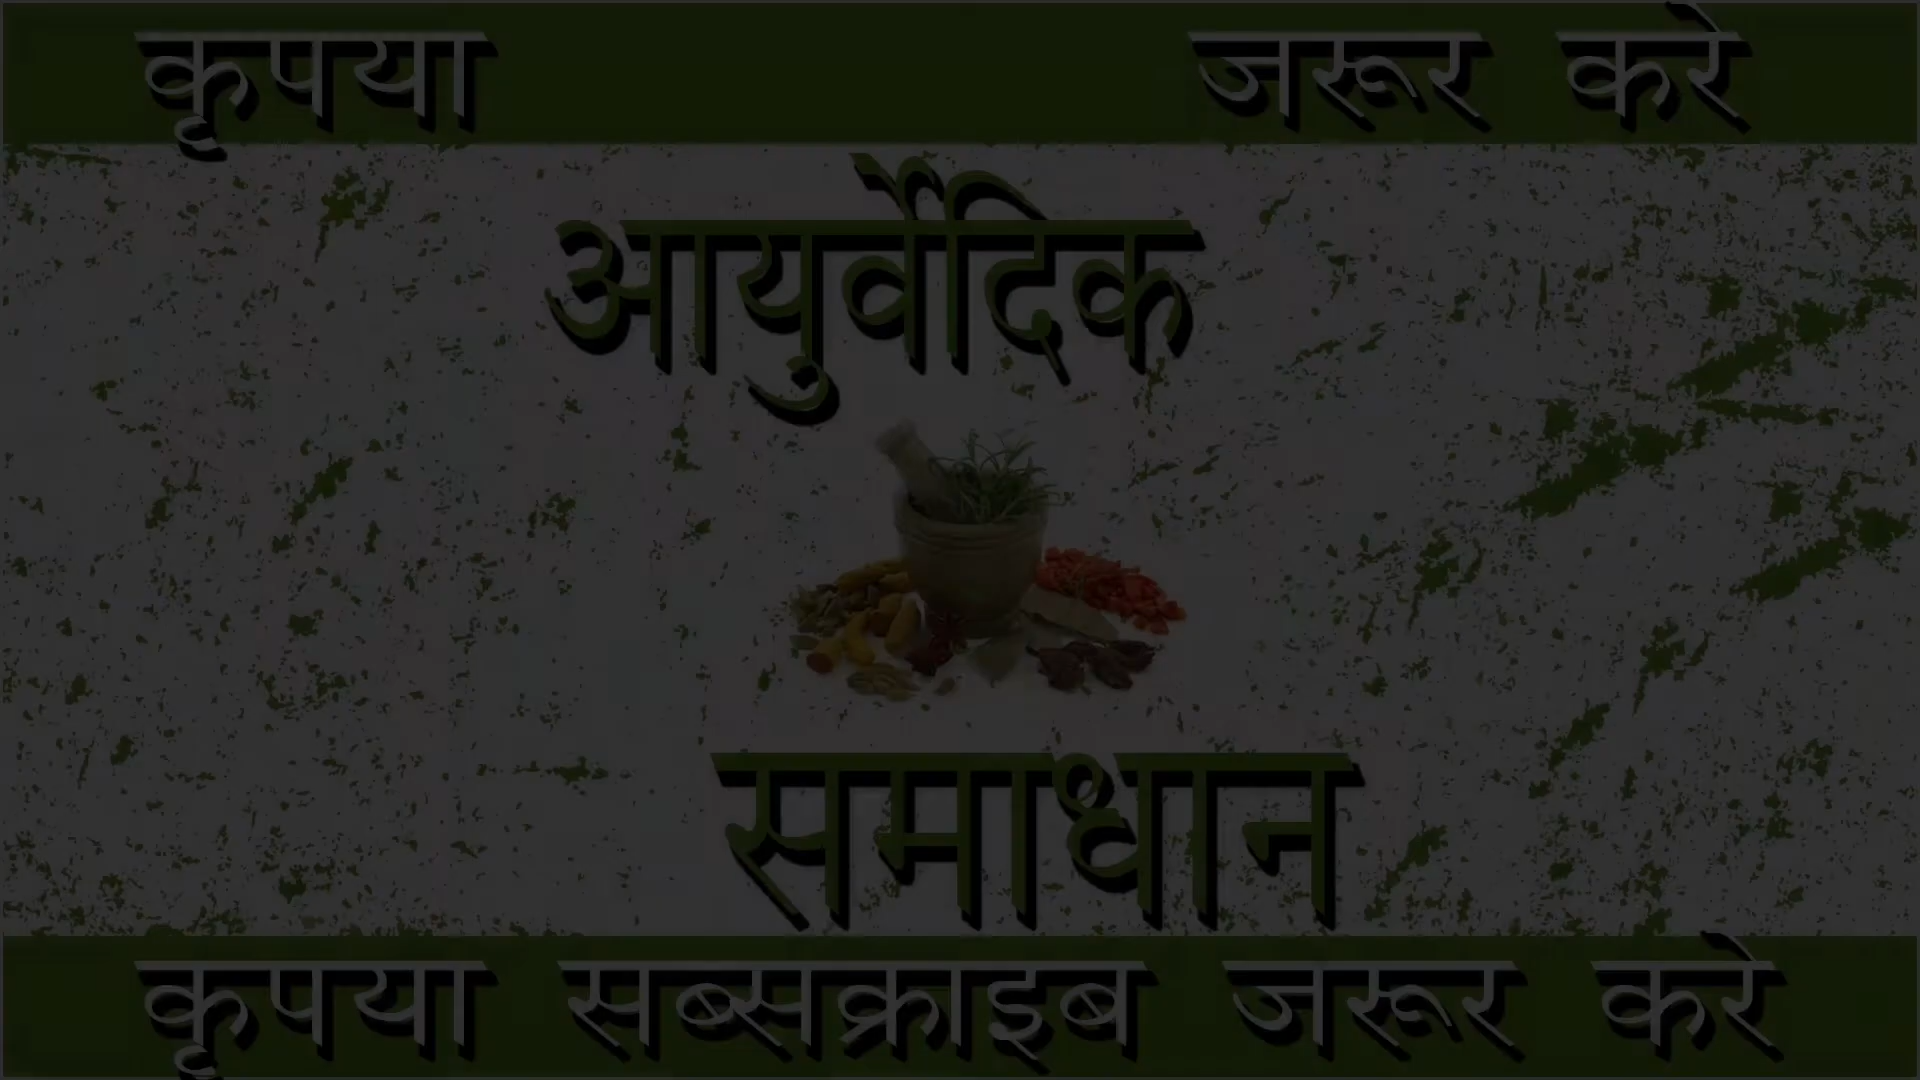 कृपया जरूर करे
आयुर्वेदिक
समाधान
कृपया सब्सक्राइब जरूर करे